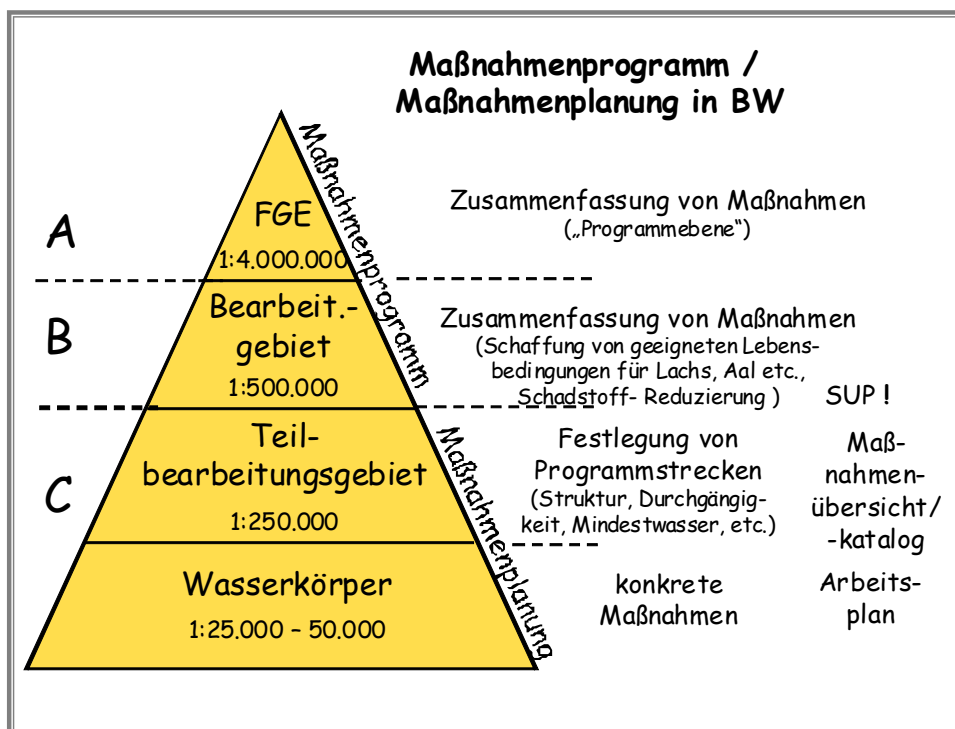 Maßnahmenprogramm /
Maßnahmenplanung in BW
Maßnahmenprogramm
A
FGE
1:4.000.000
Zusammenfassung von Maßnahmen
(„Programmebene“)
B
Bearbeit.-
gebiet
1:500.000
Zusammenfassung von Maßnahmen
(Schaffung von geeigneten Lebens-
bedingungen für Lachs, Aal etc.,
Schadstoff- Reduzierung )
SUP !
Maßnahmenplanung
C
Teil-
bearbeitungsgebiet
1:250.000
Festlegung von
Programmstrecken
(Struktur, Durchgängig-
keit, Mindestwasser, etc.)
Maß-
nahmen-
übersicht/
-katalog
Wasserkörper
1:25.000 – 50.000
konkrete
Maßnahmen
Arbeits-
plan